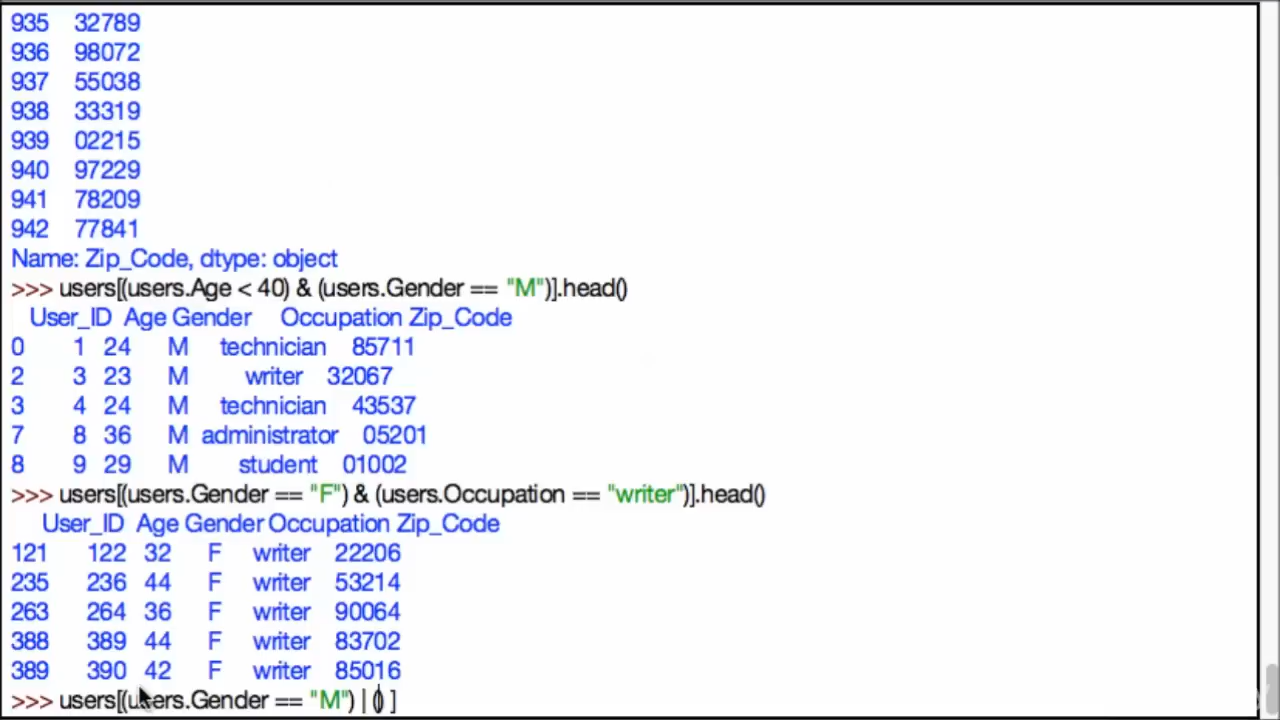 935 32789
936 98072
937 55038
938 33319
939 02215
940 97229
941 78209
942 77841
Name: Zip_Code, dtype: object
>>> users[(users.Age < 40) & (users.Gender == "M")].head()
User_ID Age Gender Occupation Zip_Code
0 1 24 M technician 85711
2 3 23 M writer 32067
3 4 24 M technician 43537
7 8 36 M administrator 05201
8 9 29 M student 01002
>>> users[(users.Gender == "F") & (users.Occupation == "writer")].head()
User_ID Age Gender Occupation Zip_Code
121 122 32 F writer 22206
235 236 44 F writer 53214
263 264 36 F writer 90064
388 389 44 F writer 83702
389 390 42 F writer 85016
>>> users[(users.Gender == "M") | () ]